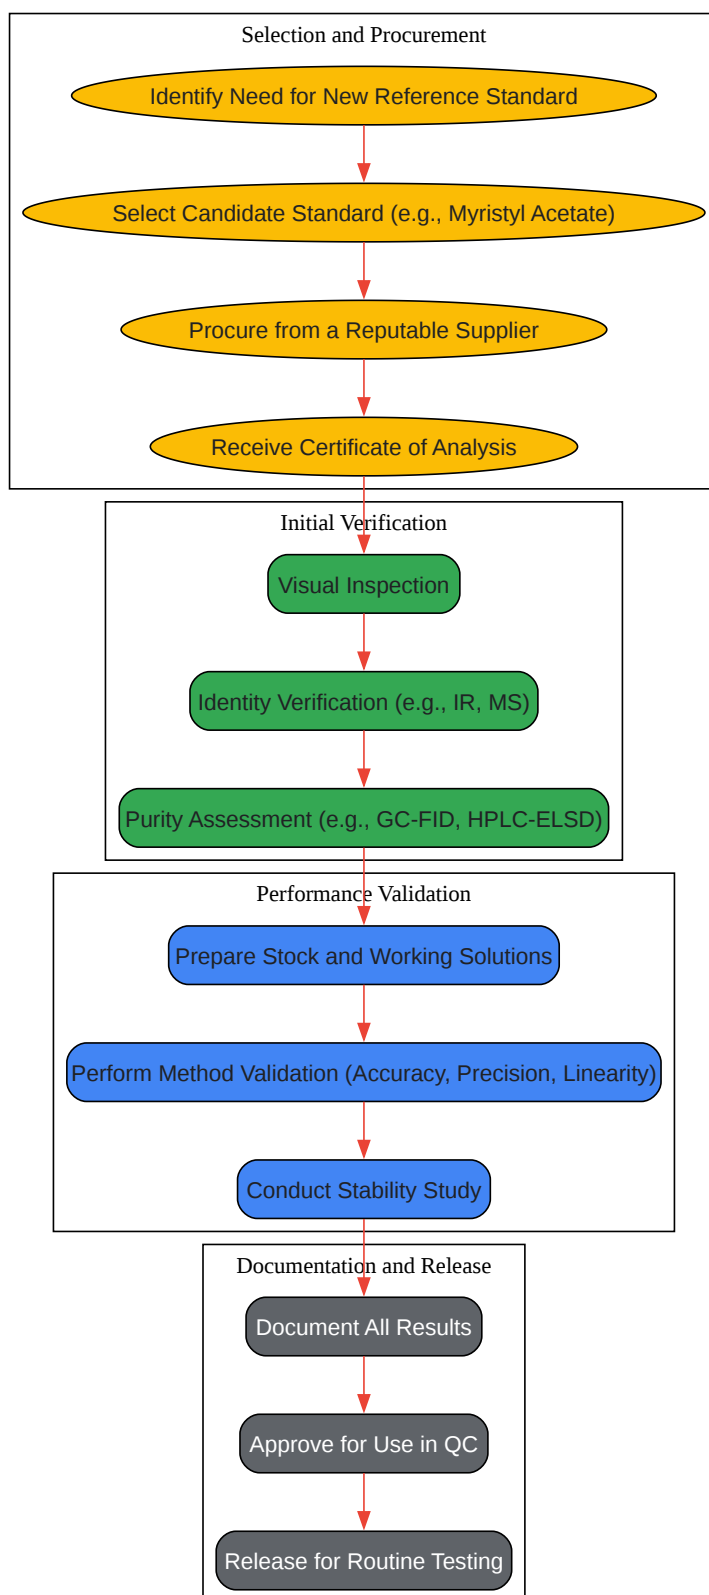 Selection and Procurement
Identify Need for New Reference Standard
Select Candidate Standard (e.g., Myristyl Acetate)
Procure from a Reputable Supplier
Receive Certificate of Analysis
Initial Verification
Visual Inspection
Identity Verification (e.g., IR, MS)
Purity Assessment (e.g., GC-FID, HPLC-ELSD)
Performance Validation
Prepare Stock and Working Solutions
Perform Method Validation (Accuracy, Precision, Linearity)
Conduct Stability Study
Documentation and Release
Document All Results
Approve for Use in QC
Release for Routine Testing